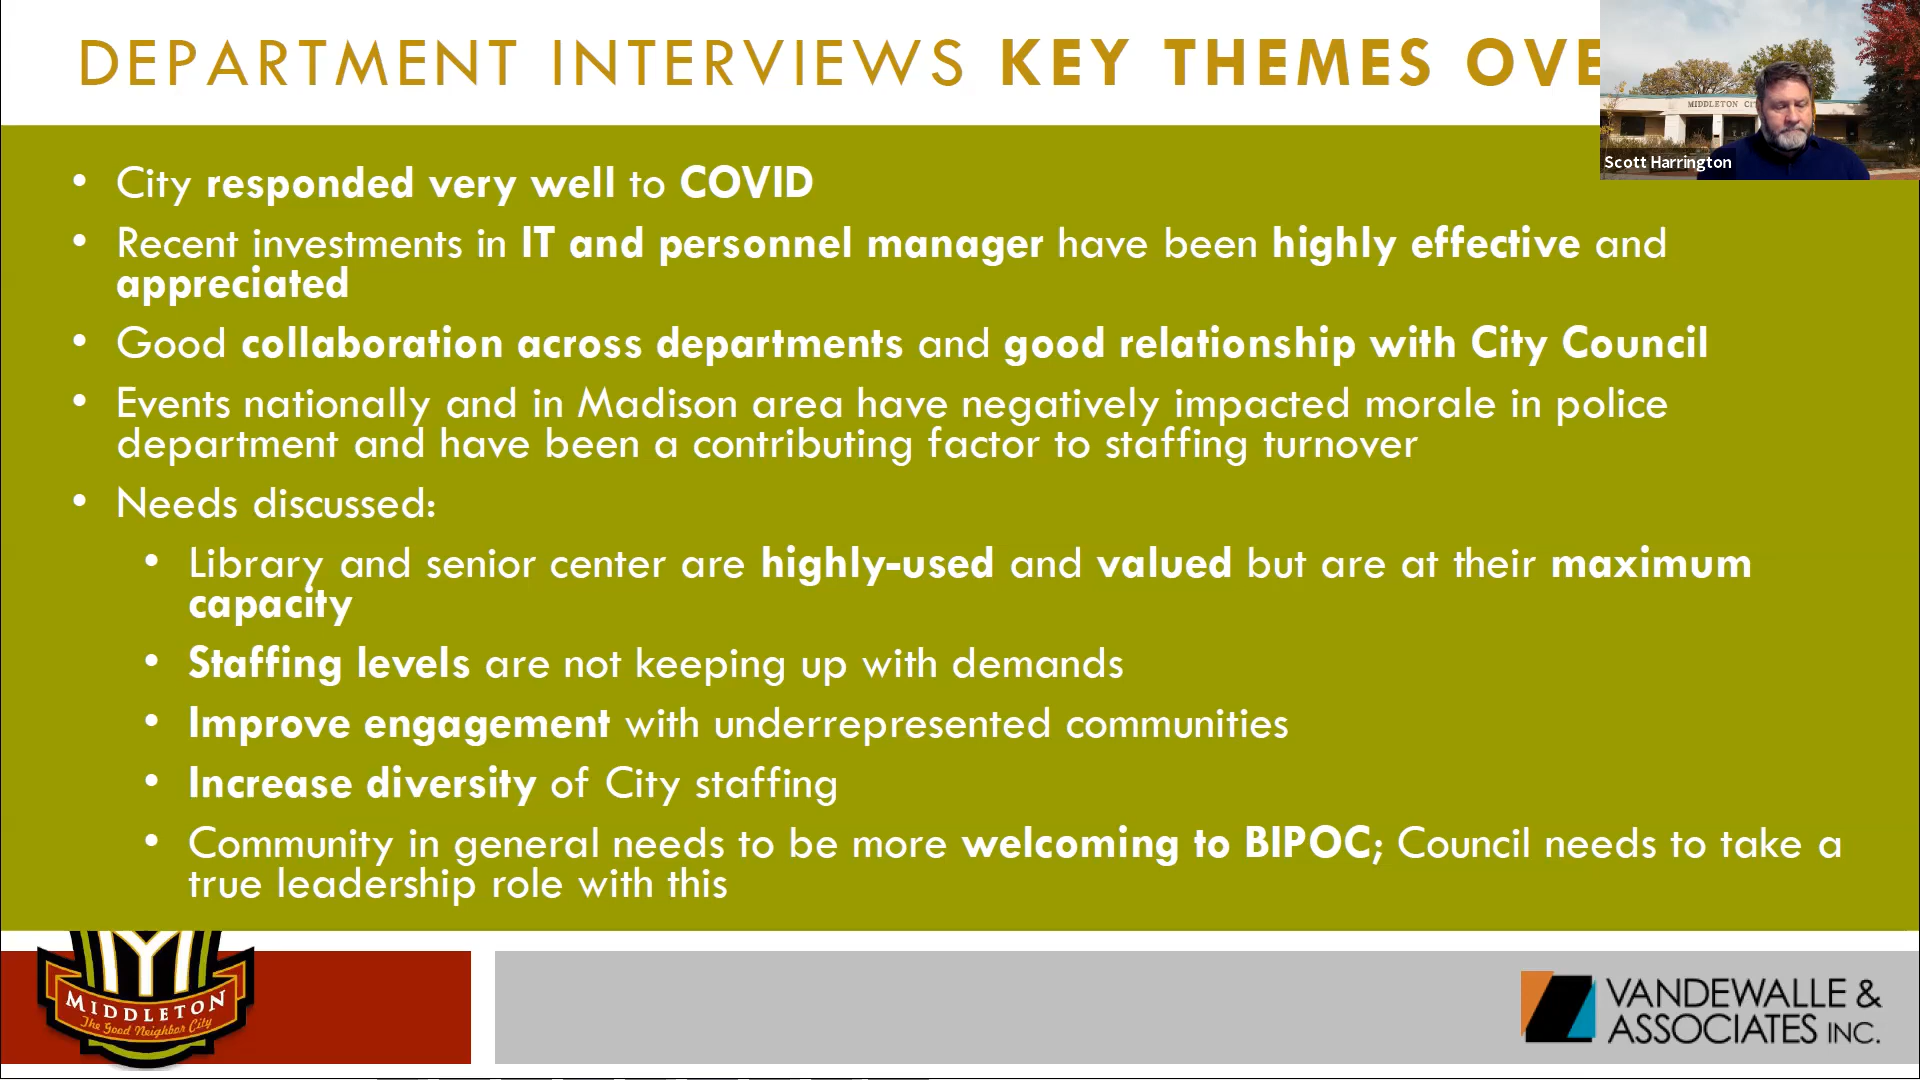 DEPARTMENT INTERVIEWS KEY THEMES OVE
MIDDLETON CI
Scott Harrington
• City responded very well to COVID
• Recent investments in IT and personnel manager have been highly effective and
appreciated
• Good collaboration across departments and good relationship with City Council
• Events nationally and in Madison area have negatively impacted morale in police
department and have been a contributing factor to staffing turnover
• Needs discussed:
• Library and senior center are highly-used and valued but are at their maximum
capacity
• Staffing levels are not keeping up with demands
• Improve engagement with underrepresented communities
• Increase diversity of City staffing
• Community in general needs to be more welcoming to BIPOC; Council needs to take a
true leadership role with this
MIDDLETON
The Good Neighbor City
VANDEWALLE &
ASSOCIATES INC.